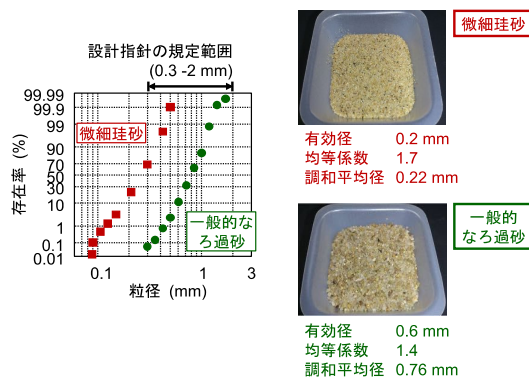 設計指針の規定範囲
(0.3 -2 mm)
99.99
99.9
99
90
70
50
30
10
1
0.1
0.01
存在率 (%)
微細珪砂
一般的な
ろ過砂
0.1
1
3
粒径 (mm)
微細珪砂
有効径 0.2 mm
均等係数 1.7
調和平均径 0.22 mm
一般的
なろ過砂
有効径 0.6 mm
均等係数 1.4
調和平均径 0.76 mm